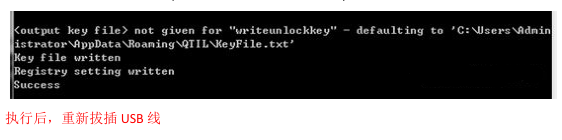 <output key file> not given for "writeunlockkey" - defaulting to 'C:\Users\Admin
istrator\AppData\Roaming\QTIL\KeyFile.txt'
Key file written
Registry setting written
Success
执行后，重新拔插 USB 线